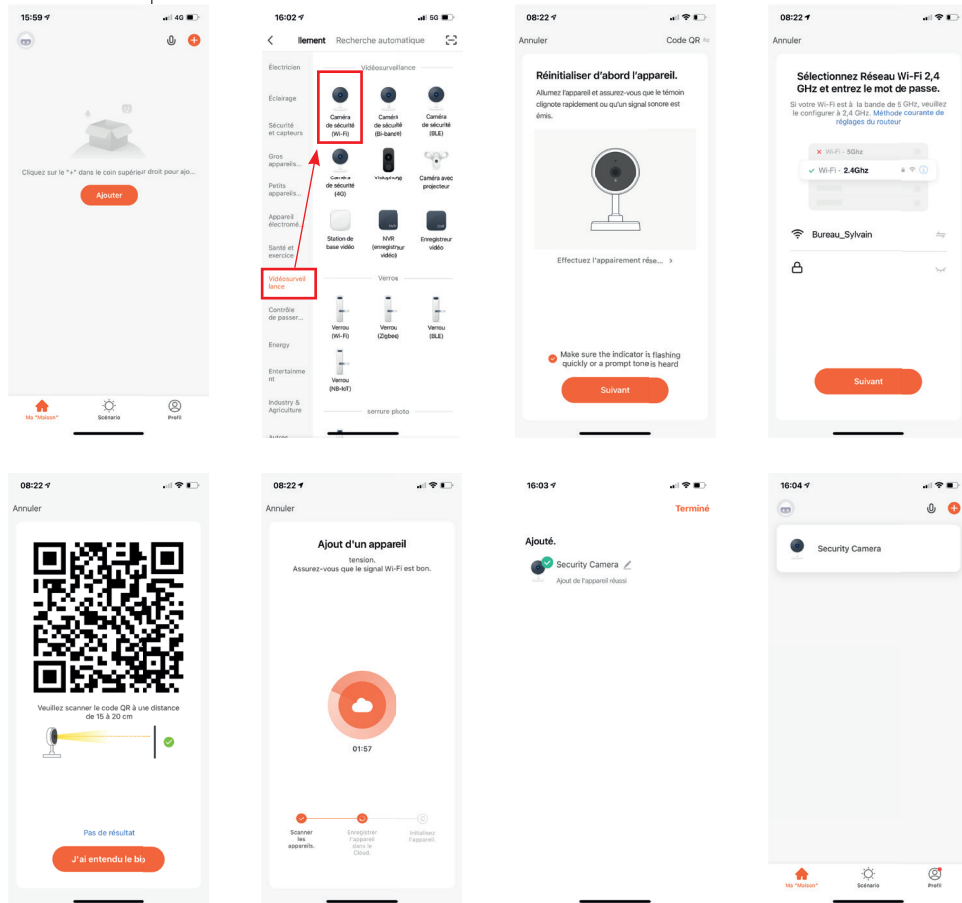 15:59
4G
Cliquez sur le "+" dans le coin supérieur droit pour ajo...
Ajouter
Ma "Maison"
Scénario
Profil
16:02
5G
llement
Recherche automatique
Électricien
Éclairage
Sécurité
et capteurs
Gros
appareils...
Petits
appareils...
Appareil
électromé...
Santé et
exercice
Vidéosurveil
lance
Contrôle
de passer...
Energy
Entertainme
nt
Industry &
Agriculture
Autres
Vidéosurveillance
Caméra
de sécurité
(Wi-Fi)
Caméra
de sécurité
(Bi-bande)
Caméra
de sécurité
(BLE)
Caméra
de sécurité
(4G)
Visiophone
Caméra avec
projecteur
Station de
base vidéo
NVR
(enregistreur
vidéo)
Enregistreur
vidéo
Verrou
Verrou
(Wi-Fi)
Verrou
(Zigbee)
Verrou
(BLE)
Verrou
(NB-IoT)
serrure photo
08:22
Annuler
Code QR
Réinitialiser d'abord l'appareil.
Allumez l'appareil et assurez-vous que le témoin
clignote rapidement ou qu'un signal sonore est
émis.
Effectuez l'appairement rése... >
Make sure the indicator is flashing
quickly or a prompt tone is heard
Suivant
08:22
Annuler
Sélectionnez Réseau Wi-Fi 2,4
GHz et entrez le mot de passe.
Si votre Wi-Fi est à la bande de 5 GHz, veuillez
le configurer à 2,4 GHz. Méthode courante de
réglages du routeur
Wi-Fi - 5Ghz
Wi-Fi - 2.4Ghz
Bureau_Sylvain
Suivant
08:22
Annuler
Veuillez scanner le code QR à une distance
de 15 à 20 cm
Pas de résultat
J'ai entendu le bip
08:22
Annuler
Ajout d'un appareil
tension.
Assurez-vous que le signal Wi-Fi est bon.
01:57
Scanner
les
appareils.
Enregistrer
l'appareil
dans le
Cloud.
Initialisez
l'appareil
16:03
Terminé
Ajouté.
Security Camera
Ajout de l'appareil réussi
16:04
Security Camera
Ma "Maison"
Scénario
Profil